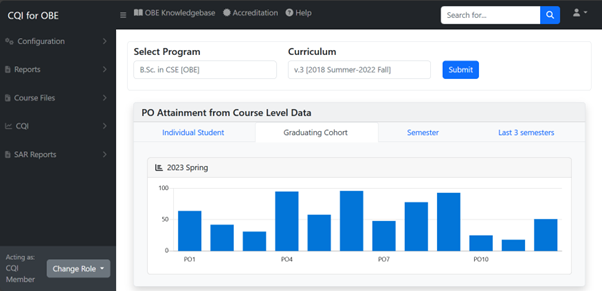 CQI for OBE
OBE Knowledgebase Accreditation Help
Search for...
Configuration
Reports
Course Files
CQI
SAR Reports
Acting as:
CQI
Member
Change Role
Select Program Curriculum
B.Sc. in CSE [OBE] v.3 [2018 Summer-2022 Fall] Submit
PO Attainment from Course Level Data
Individual Student Graduating Cohort Semester Last 3 semesters
2023 Spring
100
50
0
PO1 PO4 PO7 PO10